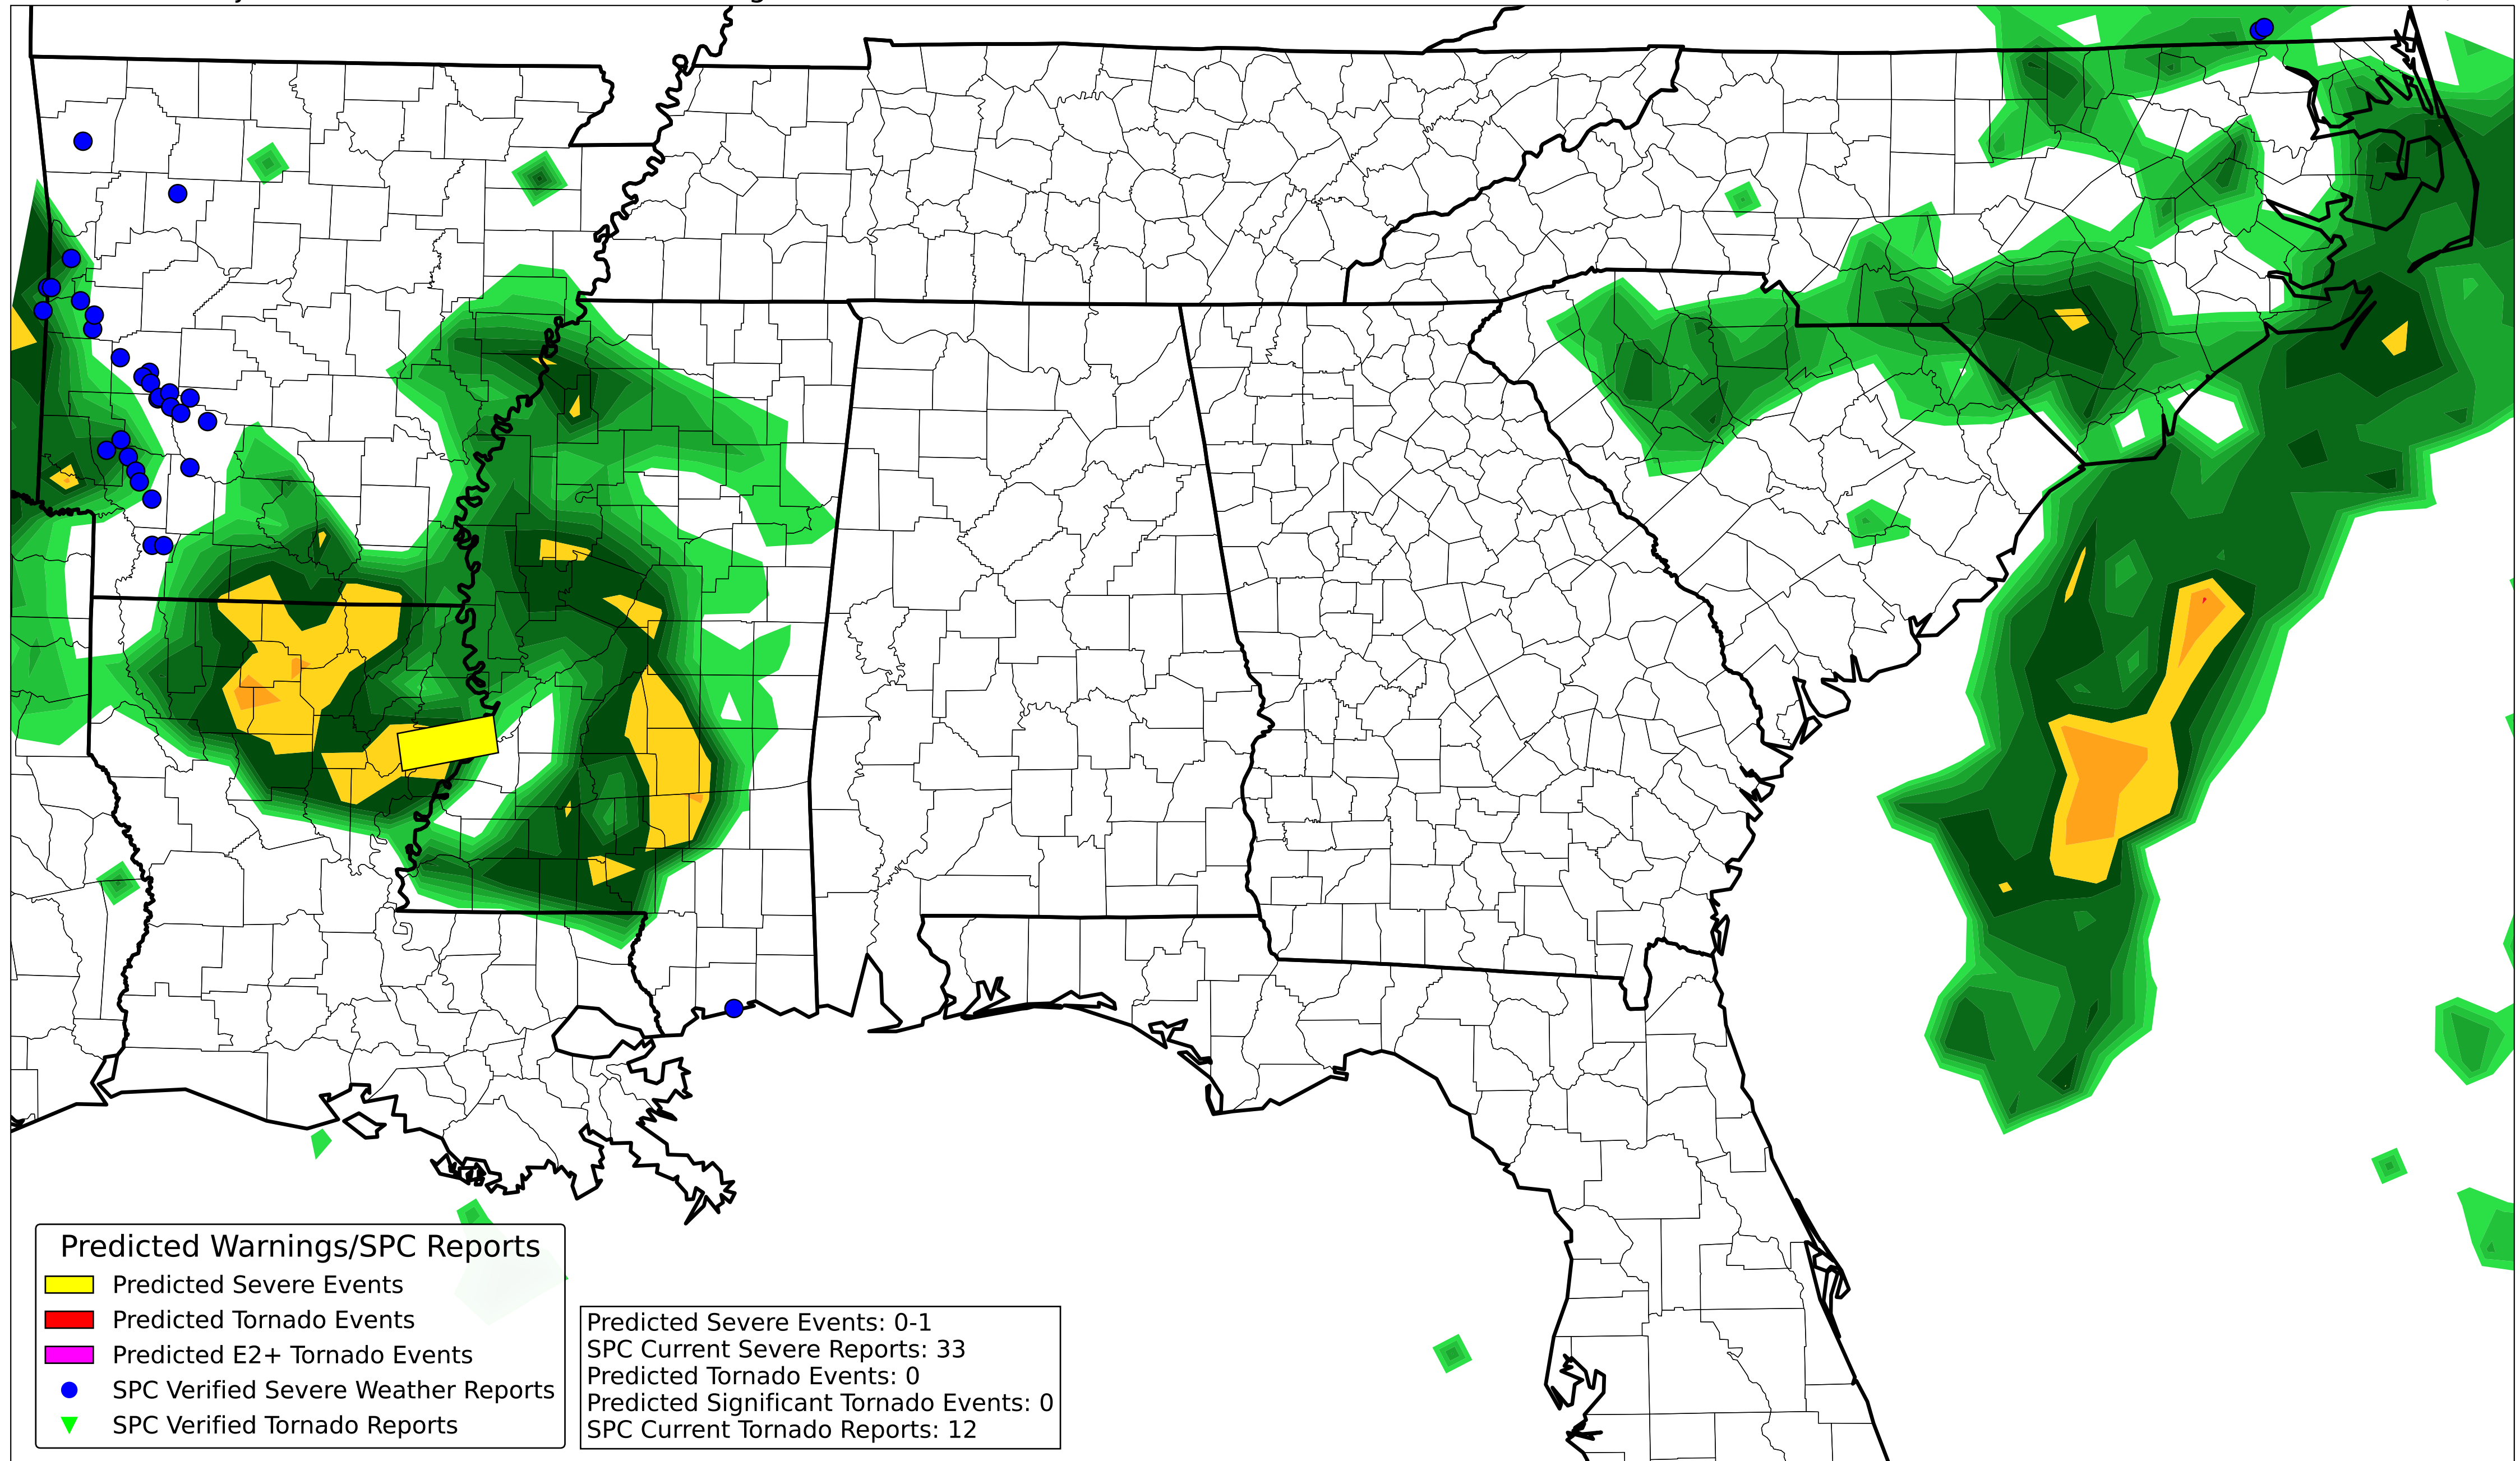 Predicted Warnings/SPC Reports
Predicted Severe Events
Predicted Tornado Events
Predicted E2+ Tornado Events
SPC Verified Severe Weather Reports
SPC Verified Tornado Reports
Predicted Severe Events: 0-1
SPC Current Severe Reports: 33
Predicted Tornado Events: 0
Predicted Significant Tornado Events: 0
SPC Current Tornado Reports: 12